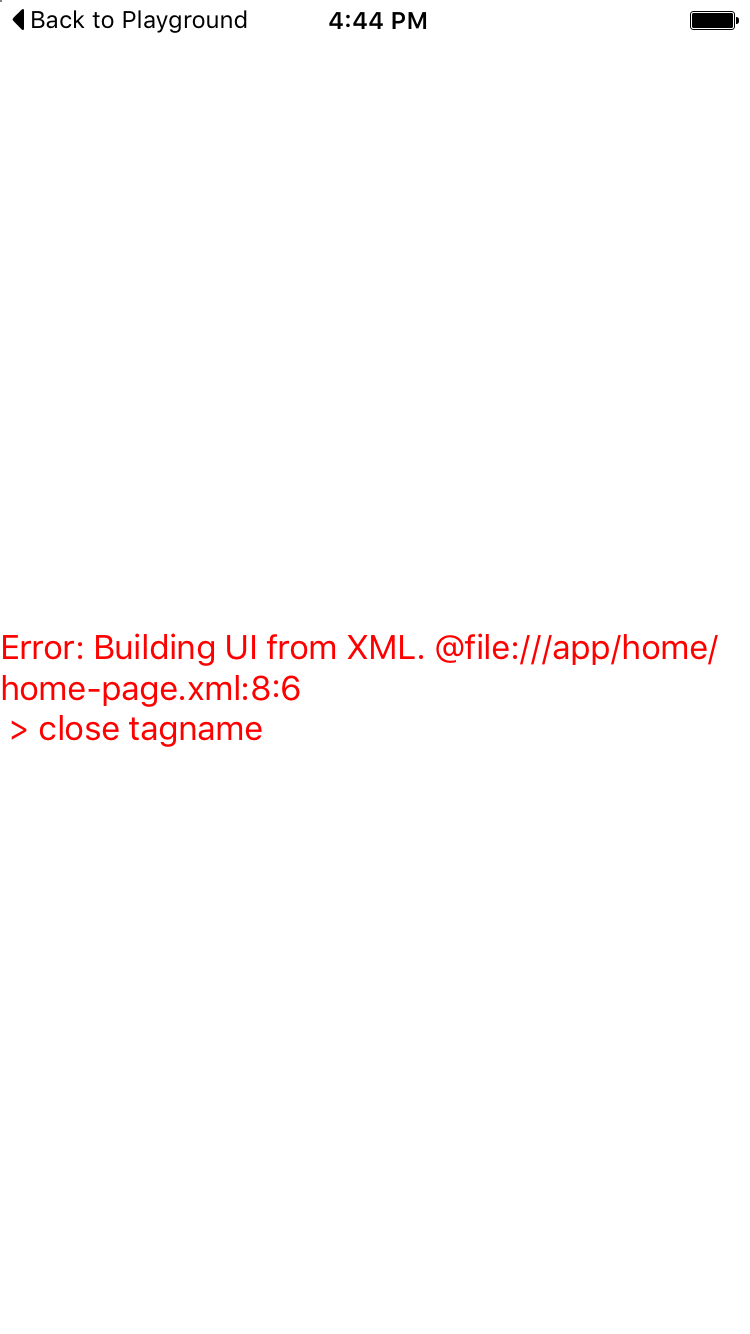 Back to Playground
4:44 PM
Error: Building UI from XML. @file:///app/home/
home-page.xml:8:6
> close tagname